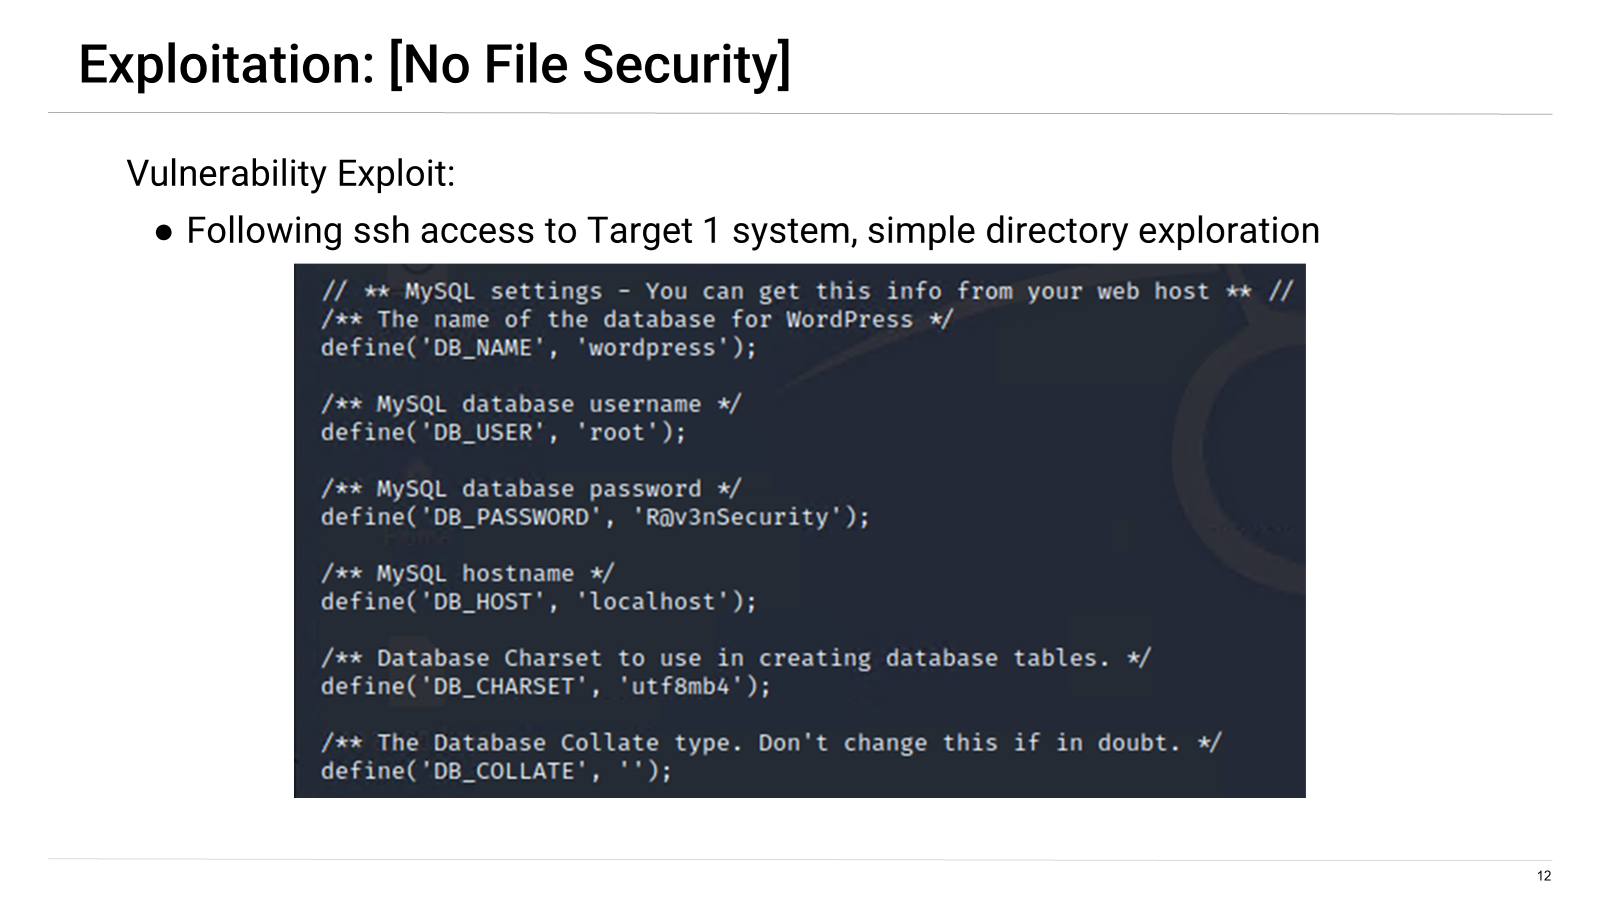 Exploitation: [No File Security]
Vulnerability Exploit:
● Following ssh access to Target 1 system, simple directory exploration
// ** MySQL settings - You can get this info from your web host ** //
/** The name of the database for WordPress */
define('DB_NAME', 'wordpress');
/** MySQL database username */
define('DB_USER', 'root');
/** MySQL database password */
define('DB_PASSWORD', 'R@v3nSecurity');
/** MySQL hostname */
define('DB_HOST', 'localhost');
/** Database Charset to use in creating database tables. */
define('DB_CHARSET', 'utf8mb4');
/** The Database Collate type. Don't change this if in doubt. */
define('DB_COLLATE', '');
12